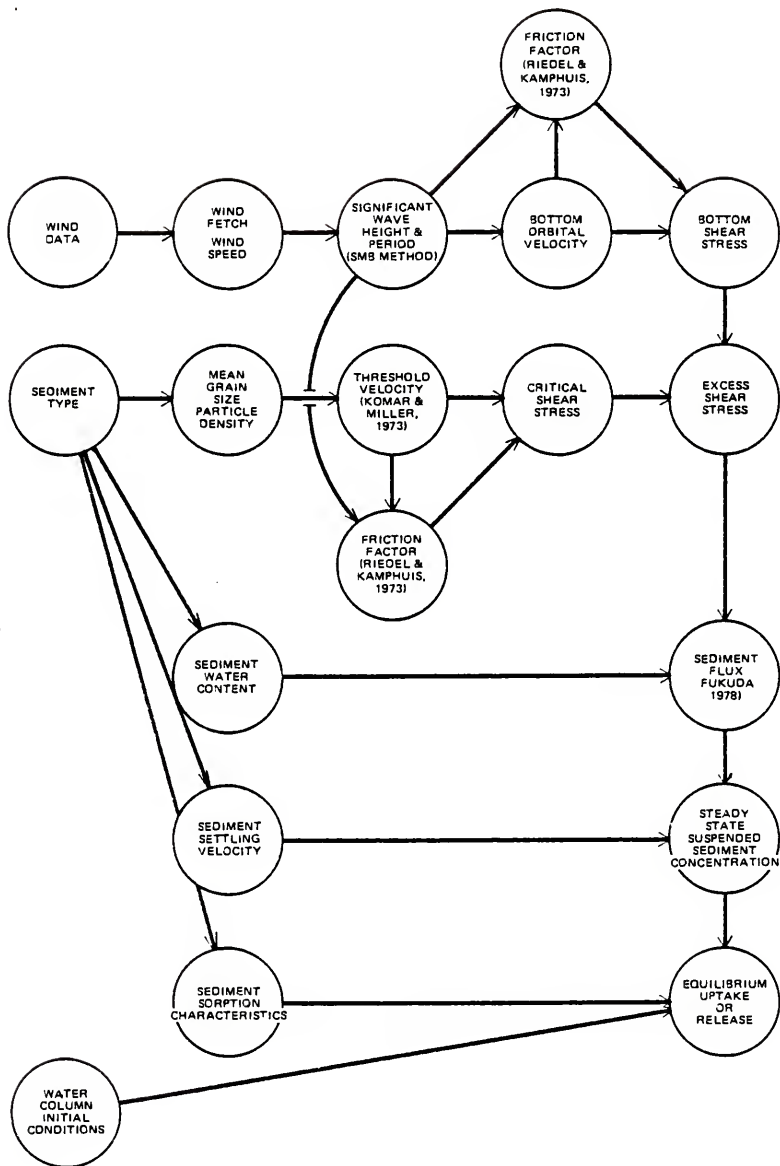 FRICTION
FACTOR
(RIEDEL &
KAMPHUIS,
1973)
WIND
DATA
WIND
FETCH
WIND
SPEED
SIGNIFICANT
WAVE
HEIGHT &
PERIOD
(SMB METHOD)
BOTTOM
ORBITAL
VELOCITY
BOTTOM
SHEAR
STRESS
SEDIMENT
TYPE
MEAN
GRAIN
SIZE
PARTICLE
DENSITY
THRESHOLD
VELOCITY
(KOMAR &
MILLER,
1973)
CRITICAL
SHEAR
STRESS
EXCESS
SHEAR
STRESS
FRICTION
FACTOR
(RIEDEL &
KAMPHUIS,
1973)
SEDIMENT
WATER
CONTENT
SEDIMENT
FLUX
FUKUDA
1978)
SEDIMENT
SETTLING
VELOCITY
STEADY
STATE
SUSPENDED
SEDIMENT
CONCENTRATION
SEDIMENT
SORPTION
CHARACTERISTICS
EQUILIBRIUM
UPTAKE
OR
RELEASE
WATER
COLUMN
INITIAL
CONDITIONS